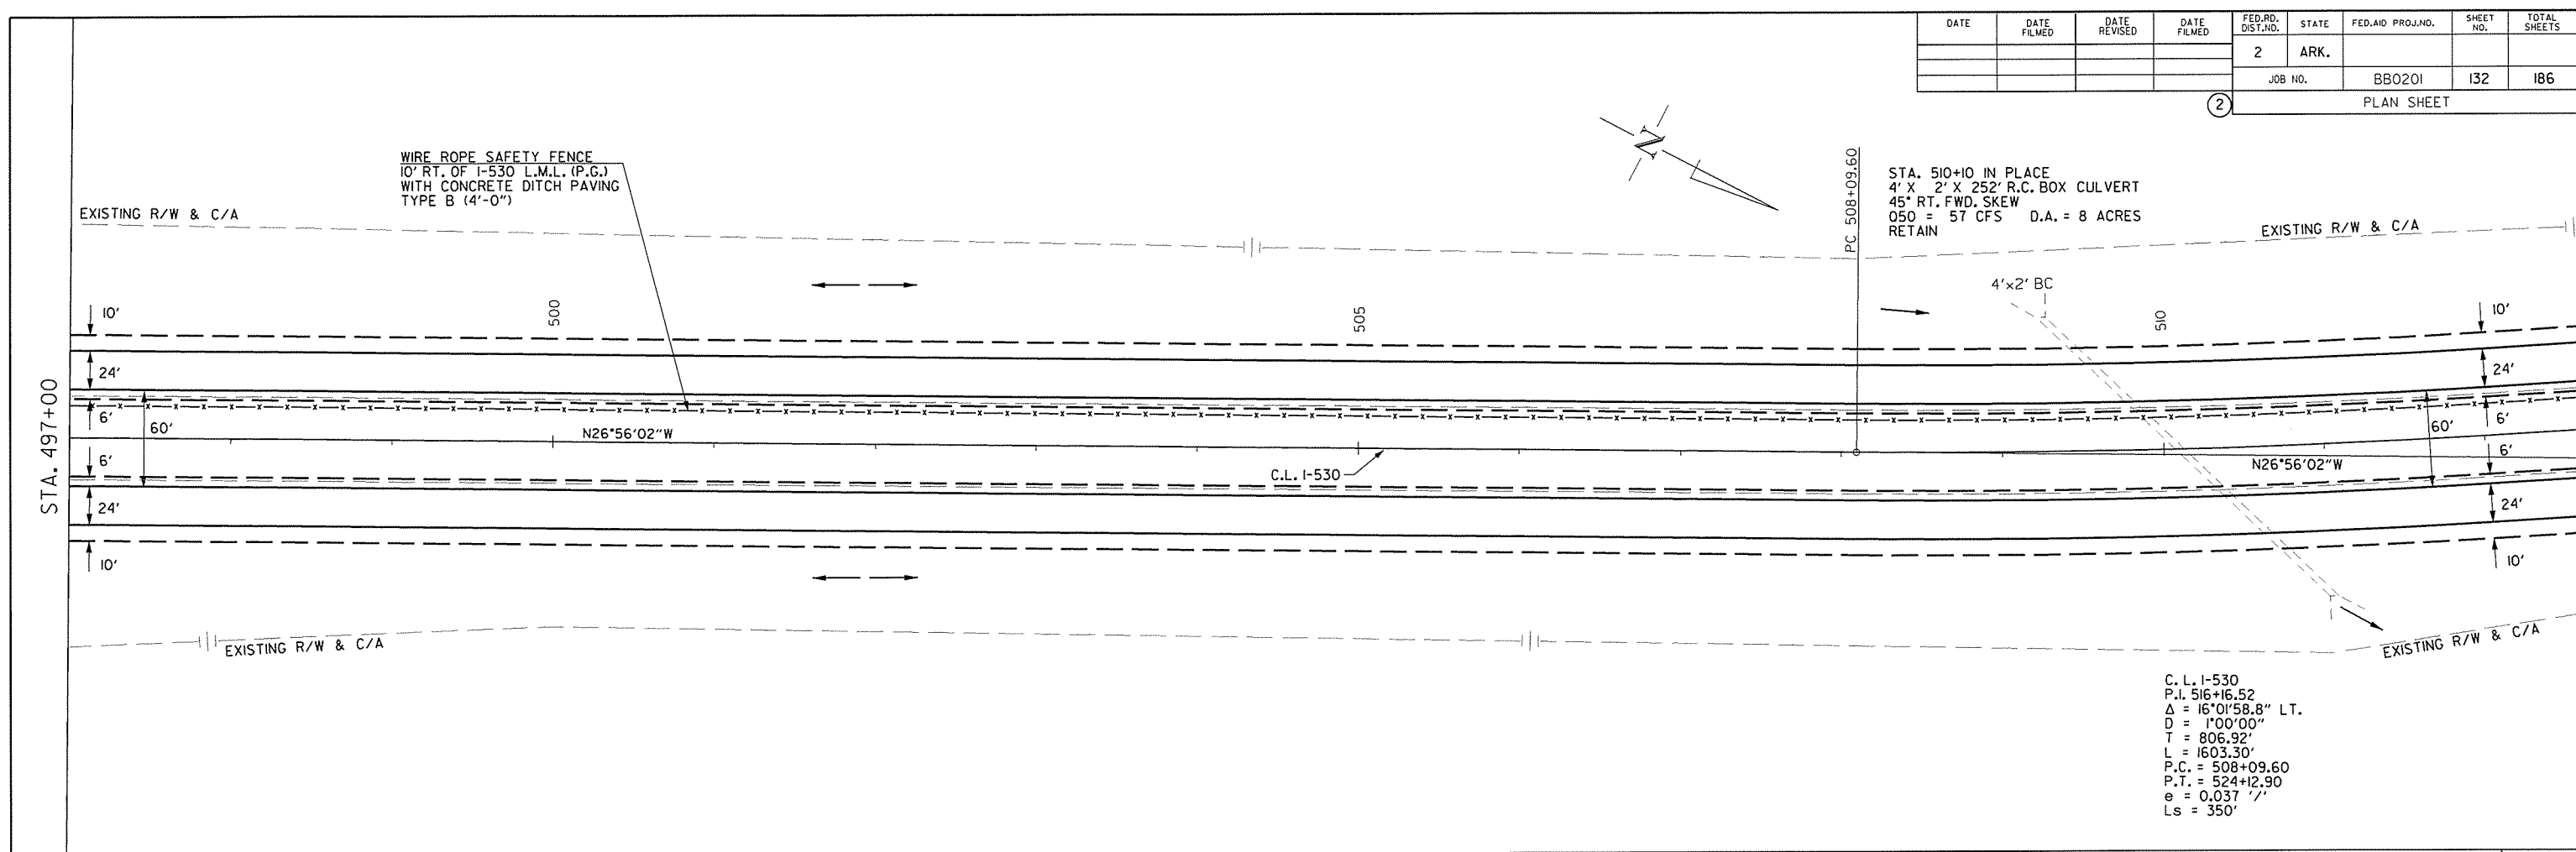 DATE
DATE FILMED
DATE REVISED
DATE FILMED
FED.RD. DIST.NO.
STATE
FED.AID PROJ.NO.
SHEET NO.
TOTAL SHEETS
2
ARK.
JOB NO.
BB0201
132
186
2
PLAN SHEET
WIRE ROPE SAFETY FENCE
10' RT. OF I-530 L.M.L. (P.G.)
WITH CONCRETE DITCH PAVING
TYPE B (4'-0")
N
PC 508+09.60
STA. 510+10 IN PLACE
4' X 2' X 252' R.C. BOX CULVERT
45° RT. FWD. SKEW
Q50 = 57 CFS D.A. = 8 ACRES
RETAIN
EXISTING R/W & C/A
EXISTING R/W & C/A
4'x2' BC
500
505
510
10'
10'
24'
24'
STA. 497+00
6'
6'
60'
60'
N26°56'02"W
6'
6'
C.L. I-530
N26°56'02"W
24'
24'
10'
10'
EXISTING R/W & C/A
EXISTING R/W & C/A
C.L. I-530
P.I. 516+16.52
Δ = 16°01'58.8" LT.
D = 1°00'00"
T = 806.92'
L = 1603.30'
P.C. = 508+09.60
P.T. = 524+12.90
e = 0.037 '/'
Ls = 350'